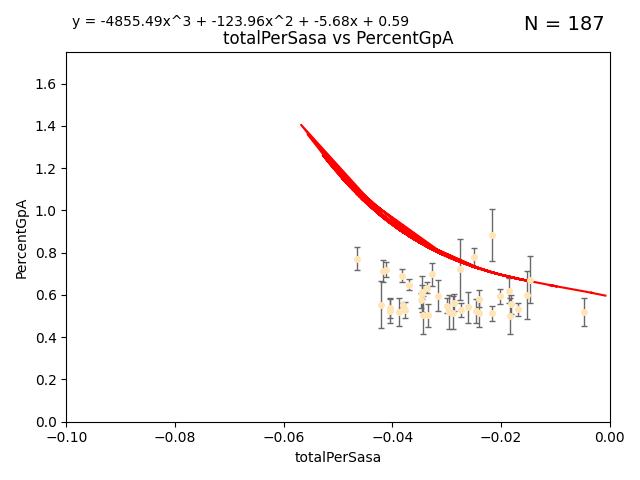 y = -4855.49x^3 + -123.96x^2 + -5.68x + 0.59
N = 187
totalPerSasa vs PercentGpA
1.6
1.4
1.2
1.0
0.8
0.6
0.4
0.2
0.0
PercentGpA
−0.10 −0.08 −0.06 −0.04 −0.02 0.00
totalPerSasa